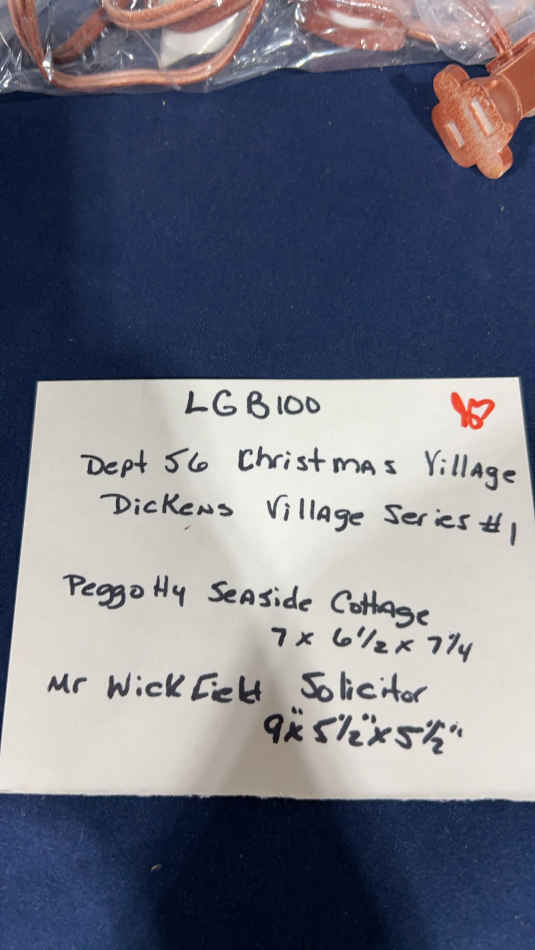 LGB100
Dept 56 Christmas Village
Dickens Village Series #1
Peggotty Seaside Cottage
7 x 6 1/2 x 7 1/4
Mr Wickfield Solicitor
9" x 5 1/2" x 5 1/2"